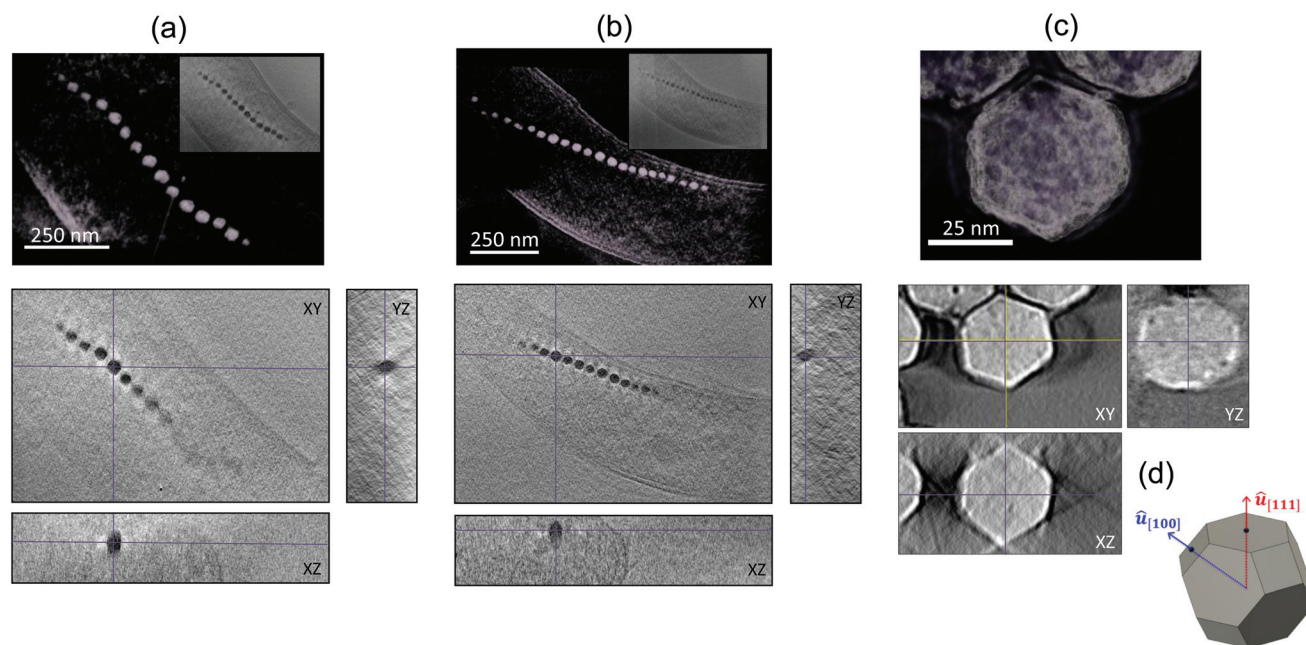 (a)
(b)
(c)
250 nm
250 nm
25 nm
XY
YZ
XZ
XY
YZ
XZ
XY
YZ
XZ
(d)
û[100]
û[111]